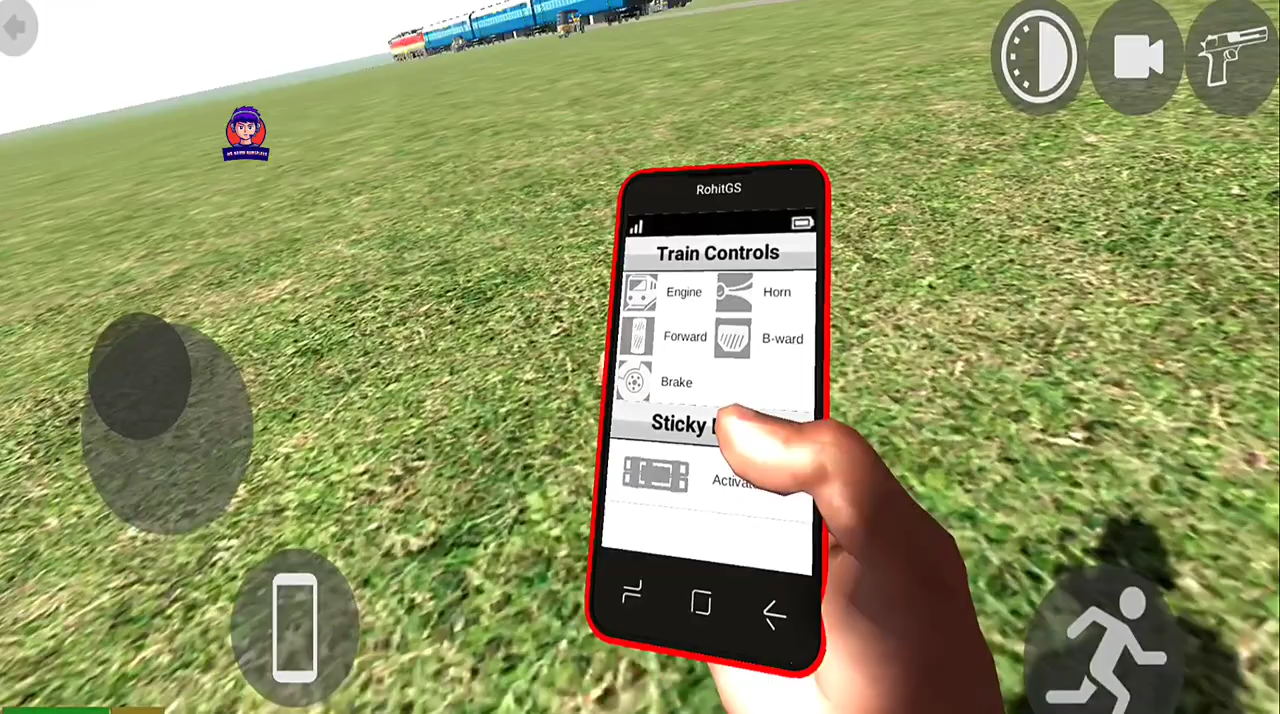 RohitGS
Train Controls
Engine Horn
Forward B-ward
Brake
Sticky